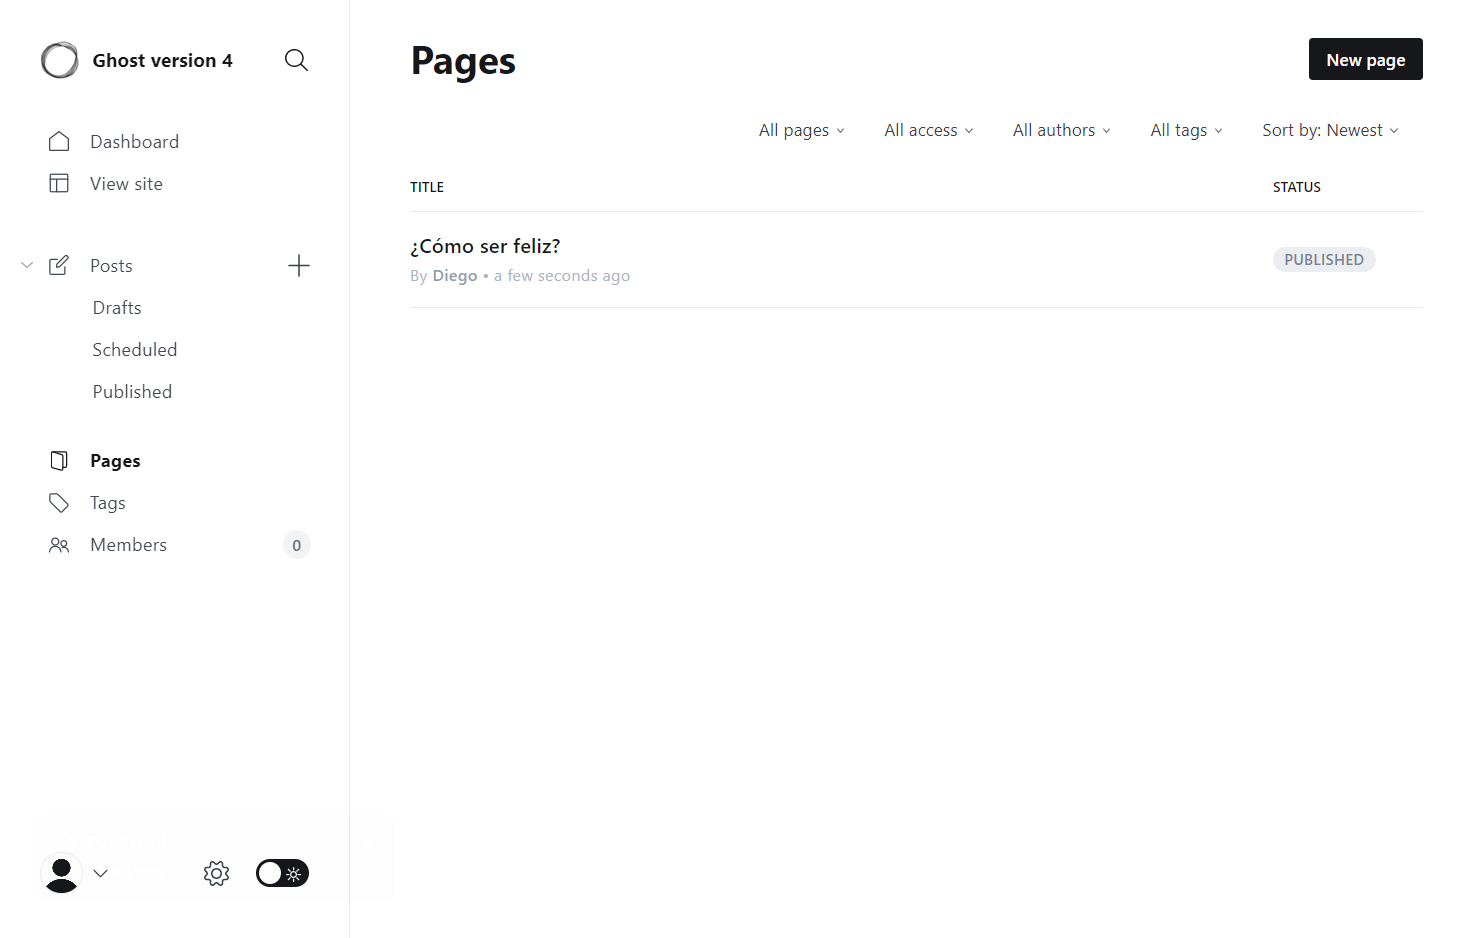 Ghost version 4
Dashboard
View site
Posts
Drafts
Scheduled
Published
Pages
Tags
Members 0
Pages
New page
All pages All access All authors All tags Sort by: Newest
TITLE STATUS
¿Cómo ser feliz?
By Diego • a few seconds ago
PUBLISHED